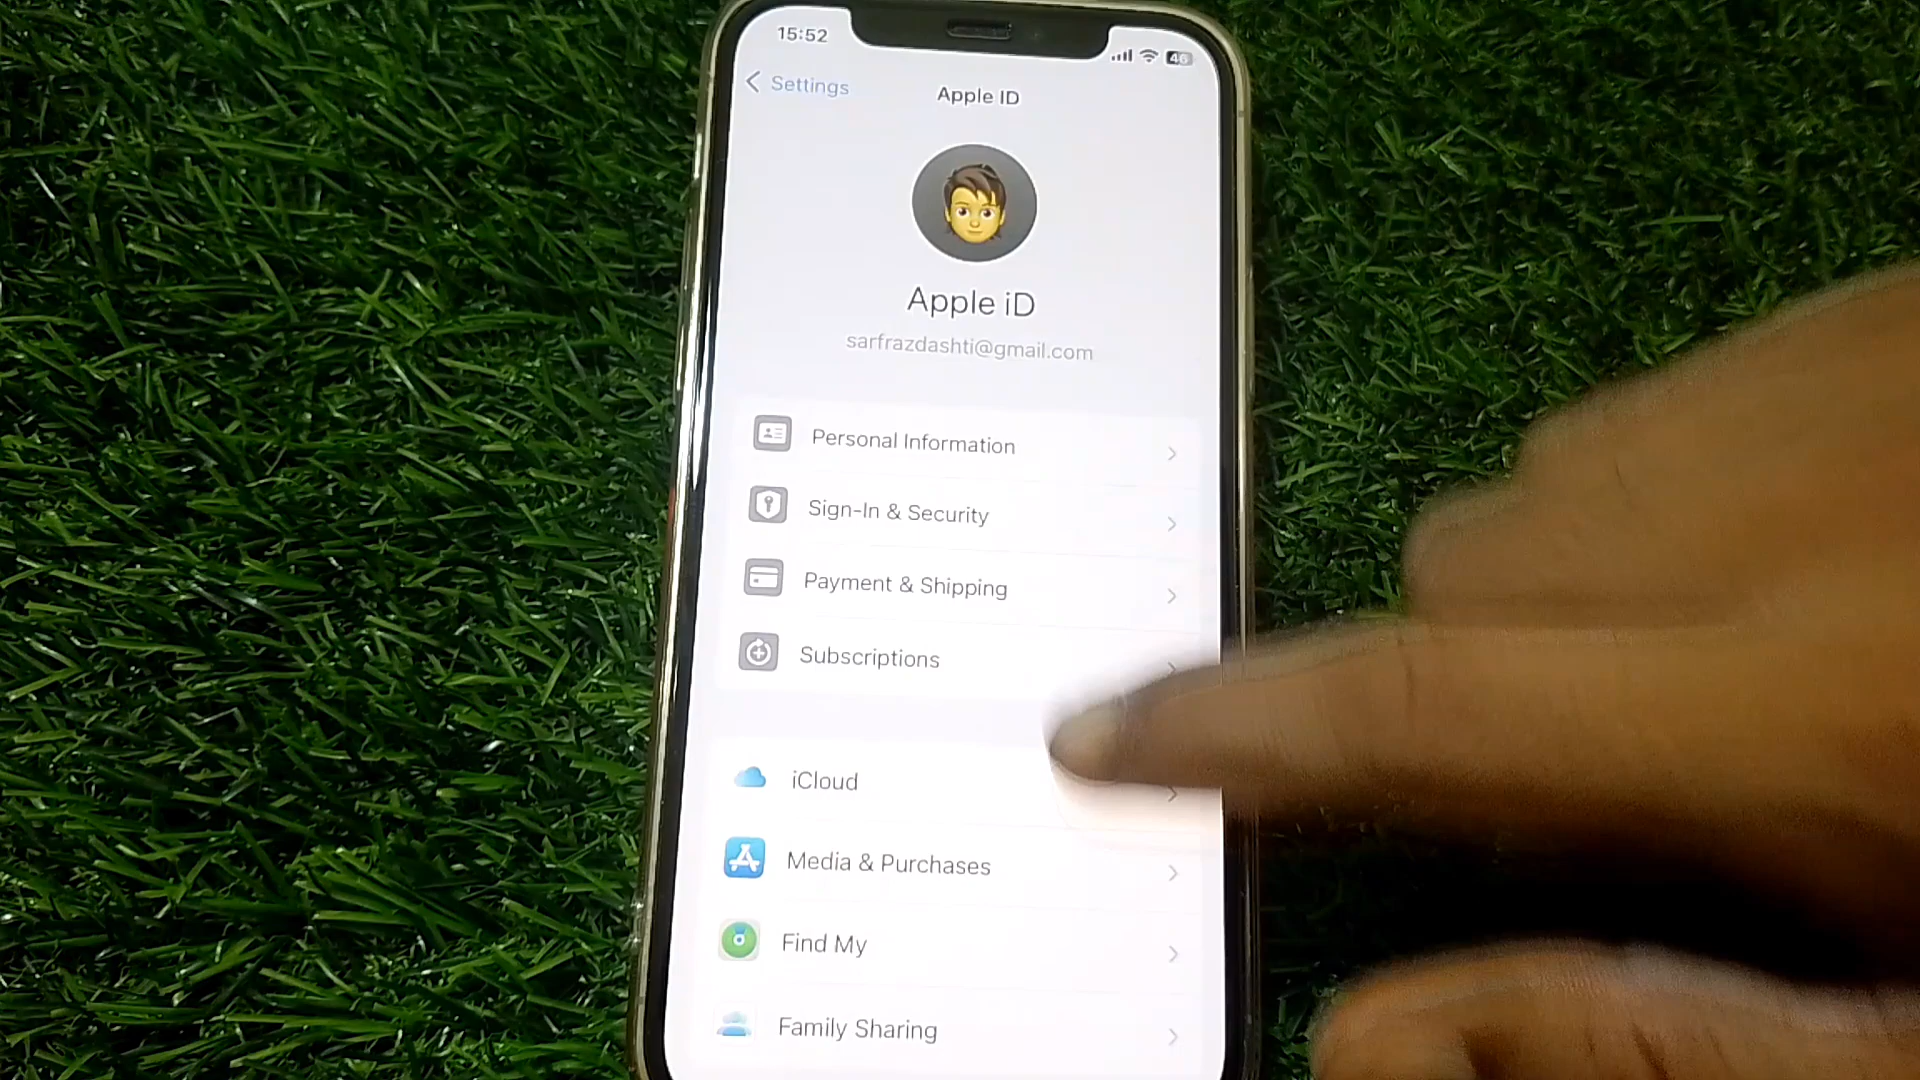 15:52
46
Settings
Apple ID
Apple iD
sarfrazdashti@gmail.com
Personal Information
Sign-In & Security
Payment & Shipping
Subscriptions
iCloud
Media & Purchases
Find My
Family Sharing